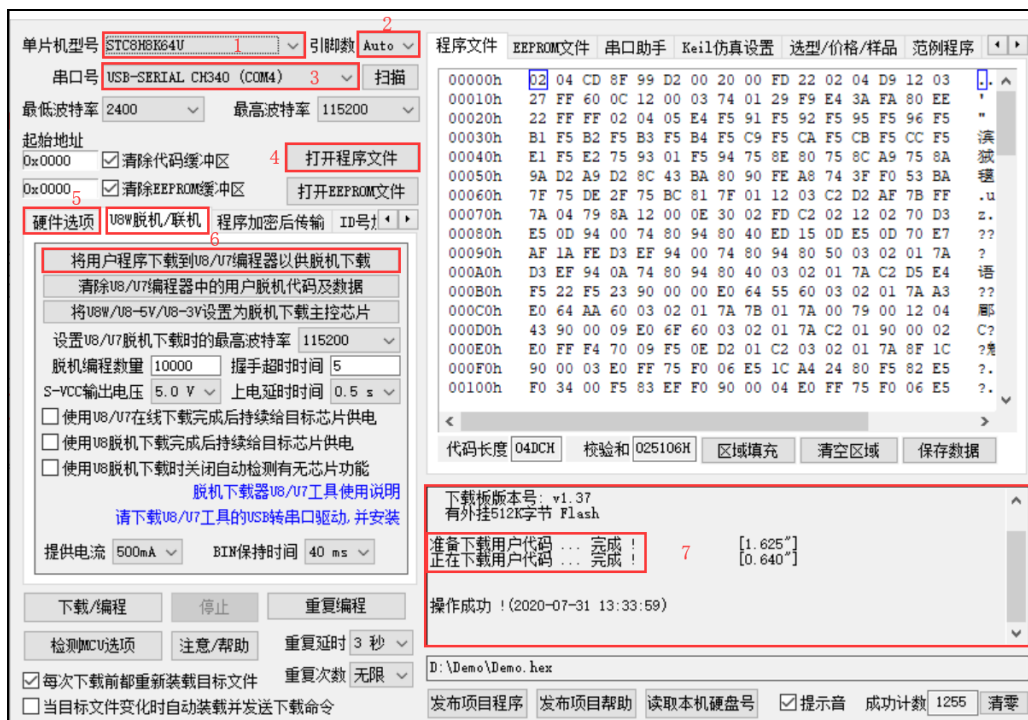 单片机型号 STC8H8K64U 1 引脚数 Auto 2
串口号 USB-SERIAL CH340 (COM4) 3 扫描
最低波特率 2400 最高波特率 115200
起始地址
0x0000 清除代码缓冲区 4 打开程序文件
0x0000 清除EEPROM缓冲区 打开EEPROM文件
5
硬件选项 U8W脱机/联机 程序加密后传输 ID号
6
将用户程序下载到U8/U7编程器以供脱机下载
清除U8/U7编程器中的用户脱机代码及数据
将U8W/U8-5V/U8-3V设置为脱机下载主控芯片
设置U8/U7脱机下载时的最高波特率 115200
脱机编程数量 10000 握手超时时间 5
S-VCC输出电压 5.0 V 上电延时时间 0.5 s
使用U8/U7在线下载完成后持续给目标芯片供电
使用U8脱机下载完成后持续给目标芯片供电
使用U8脱机下载时关闭自动检测有无芯片功能
脱机下载器U8/U7工具使用说明
请下载U8/U7工具的USB转串口驱动,并安装
提供电流 500mA BIN保持时间 40 ms
下载/编程 停止 重复编程
检测MCU选项 注意/帮助 重复延时 3 秒
每次下载前都重新装载目标文件 重复次数 无限
当目标文件变化时自动装载并发送下载命令
程序文件 EEPROM文件 串口助手 Keil仿真设置 选型/价格/样品 范例程序
00000h 02 04 CD 8F 99 D2 00 20 00 FD 22 02 04 D9 12 03 ..
00010h 27 FF 60 0C 12 00 03 74 01 29 F9 E4 3A FA 80 EE '
00020h 22 FF FF 02 04 05 E4 F5 91 F5 92 F5 95 F5 96 F5 "
00030h B1 F5 B2 F5 B3 F5 B4 F5 C9 F5 CA F5 CB F5 CC F5 滨
00040h E1 F5 E2 75 93 01 F5 94 75 8E 80 75 8C A9 75 8A
00050h 9A D2 A9 D2 8C 43 BA 80 90 FE A8 74 3F F0 53 BA
00060h 7F 75 DE 2F 75 BC 81 7F 01 12 03 C2 D2 AF 7B FF .u
00070h 7A 04 79 8A 12 00 0E 30 02 FD C2 02 12 02 70 D3 z.
00080h E5 0D 94 00 74 80 94 80 40 ED 15 0D E5 0D 70 E7 ??
00090h AF 1A FE D3 EF 94 00 74 80 94 80 50 03 02 01 7A ?
000A0h D3 EF 94 0A 74 80 94 80 40 03 02 01 7A C2 D5 E4 语
000B0h F5 22 F5 23 90 00 00 E0 64 55 60 03 02 01 7A A3 ??
000C0h E0 64 AA 60 03 02 01 7A 7B 01 7A 00 79 00 12 04 郿
000D0h 43 90 00 09 E0 6F 60 03 02 01 7A C2 01 90 00 02 C?
000E0h E0 FF F4 70 09 F5 0E D2 01 C2 03 02 01 7A 8F 1C
000F0h 90 00 03 E0 FF 75 F0 06 E5 1C A4 24 80 F5 82 E5 ?.
00100h F0 34 00 F5 83 EF F0 90 00 04 E0 FF 75 F0 06 E5 ?.
代码长度 04DCH 校验和 025106H 区域填充 清空区域 保存数据
下载板版本号: v1.37
有外挂512K字节 Flash
准备下载用户代码 ... 完成 ! [1.625"]
正在下载用户代码 ... 完成 ! 7 [0.640"]
操作成功 !(2020-07-31 13:33:59)
D:\Demo\Demo.hex
发布项目程序 发布项目帮助 读取本机硬盘号 提示音 成功计数 1255 清零